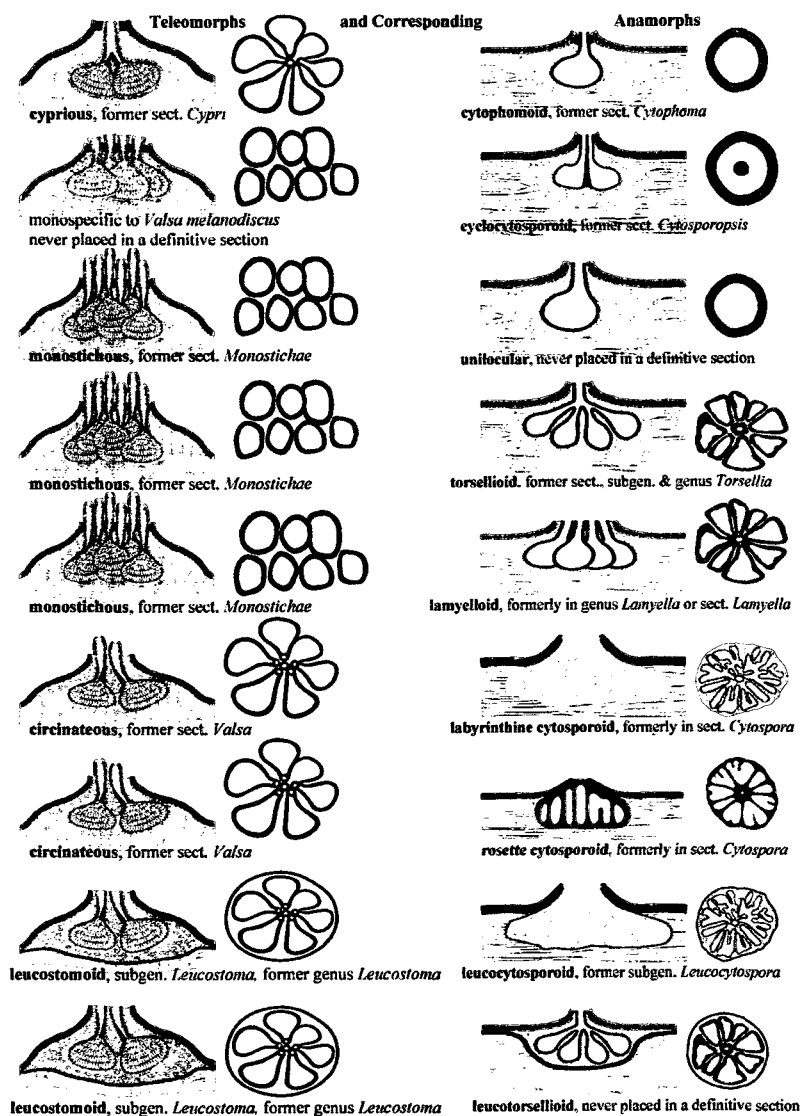 Teleomorphs and Corresponding Anamorphs
cyprious, former sect. Cypri
cytophomoid, former sect. Cytophoma
monospecific to Valsa melanodiscus
never placed in a definitive section
cyclocytosporoid, former sect. Cytosporopsis
monostichous, former sect. Monostichae
unilocular, never placed in a definitive section
monostichous, former sect. Monostichae
torsellioid. former sect., subgen. & genus Torsellia
monostichous, former sect. Monostichae
lamyelloid, formerly in genus Lamyella or sect. Lamyella
circinateous, former sect. Valsa
labyrinthine cytosporoid, formerly in sect. Cytospora
circinateous, former sect. Valsa
rosette cytosporoid, formerly in sect. Cytospora
leucostomoid, subgen. Leucostoma, former genus Leucostoma
leucocytosporoid, former subgen. Leucocytospora
leucostomoid, subgen. Leucostoma, former genus Leucostoma
leucotorsellioid, never placed in a definitive section